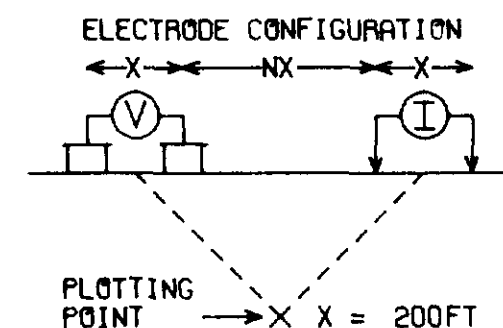 ELECTRODE CONFIGURATION
X NX X
V I
PLOTTING
POINT X X = 200FT